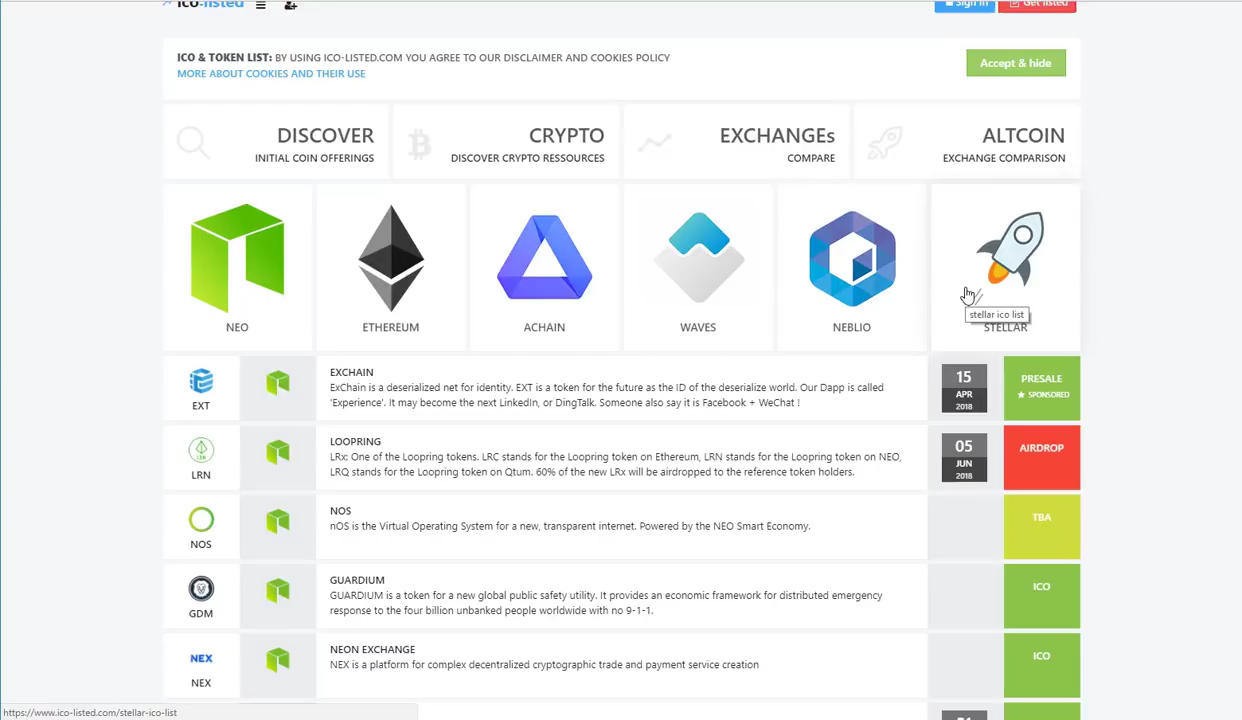 ico-listed
Sign in
Get listed
ICO & TOKEN LIST: BY USING ICO-LISTED.COM YOU AGREE TO OUR DISCLAIMER AND COOKIES POLICY
MORE ABOUT COOKIES AND THEIR USE
Accept & hide
DISCOVER
INITIAL COIN OFFERINGS
CRYPTO
DISCOVER CRYPTO RESSOURCES
EXCHANGEs
COMPARE
ALTCOIN
EXCHANGE COMPARISON
NEO
ETHEREUM
ACHAIN
WAVES
NEBLIO
stellar ico list
STELLAR
EXT
EXCHAIN
ExChain is a deserialized net for identity. EXT is a token for the future as the ID of the deserialize world. Our Dapp is called
'Experience'. It may become the next LinkedIn, or DingTalk. Someone also say it is Facebook + WeChat !
15
APR
2018
PRESALE
SPONSORED
LRN
LOOPRING
LRx: One of the Loopring tokens. LRC stands for the Loopring token on Ethereum, LRN stands for the Loopring token on NEO,
LRQ stands for the Loopring token on Qtum. 60% of the new LRx will be airdropped to the reference token holders.
05
JUN
2018
AIRDROP
NOS
NOS
nOS is the Virtual Operating System for a new, transparent internet. Powered by the NEO Smart Economy.
TBA
GDM
GUARDIUM
GUARDIUM is a token for a new global public safety utility. It provides an economic framework for distributed emergency
response to the four billion unbanked people worldwide with no 9-1-1.
ICO
NEX
NEX
NEON EXCHANGE
NEX is a platform for complex decentralized cryptographic trade and payment service creation
ICO
https://www.ico-listed.com/stellar-ico-list